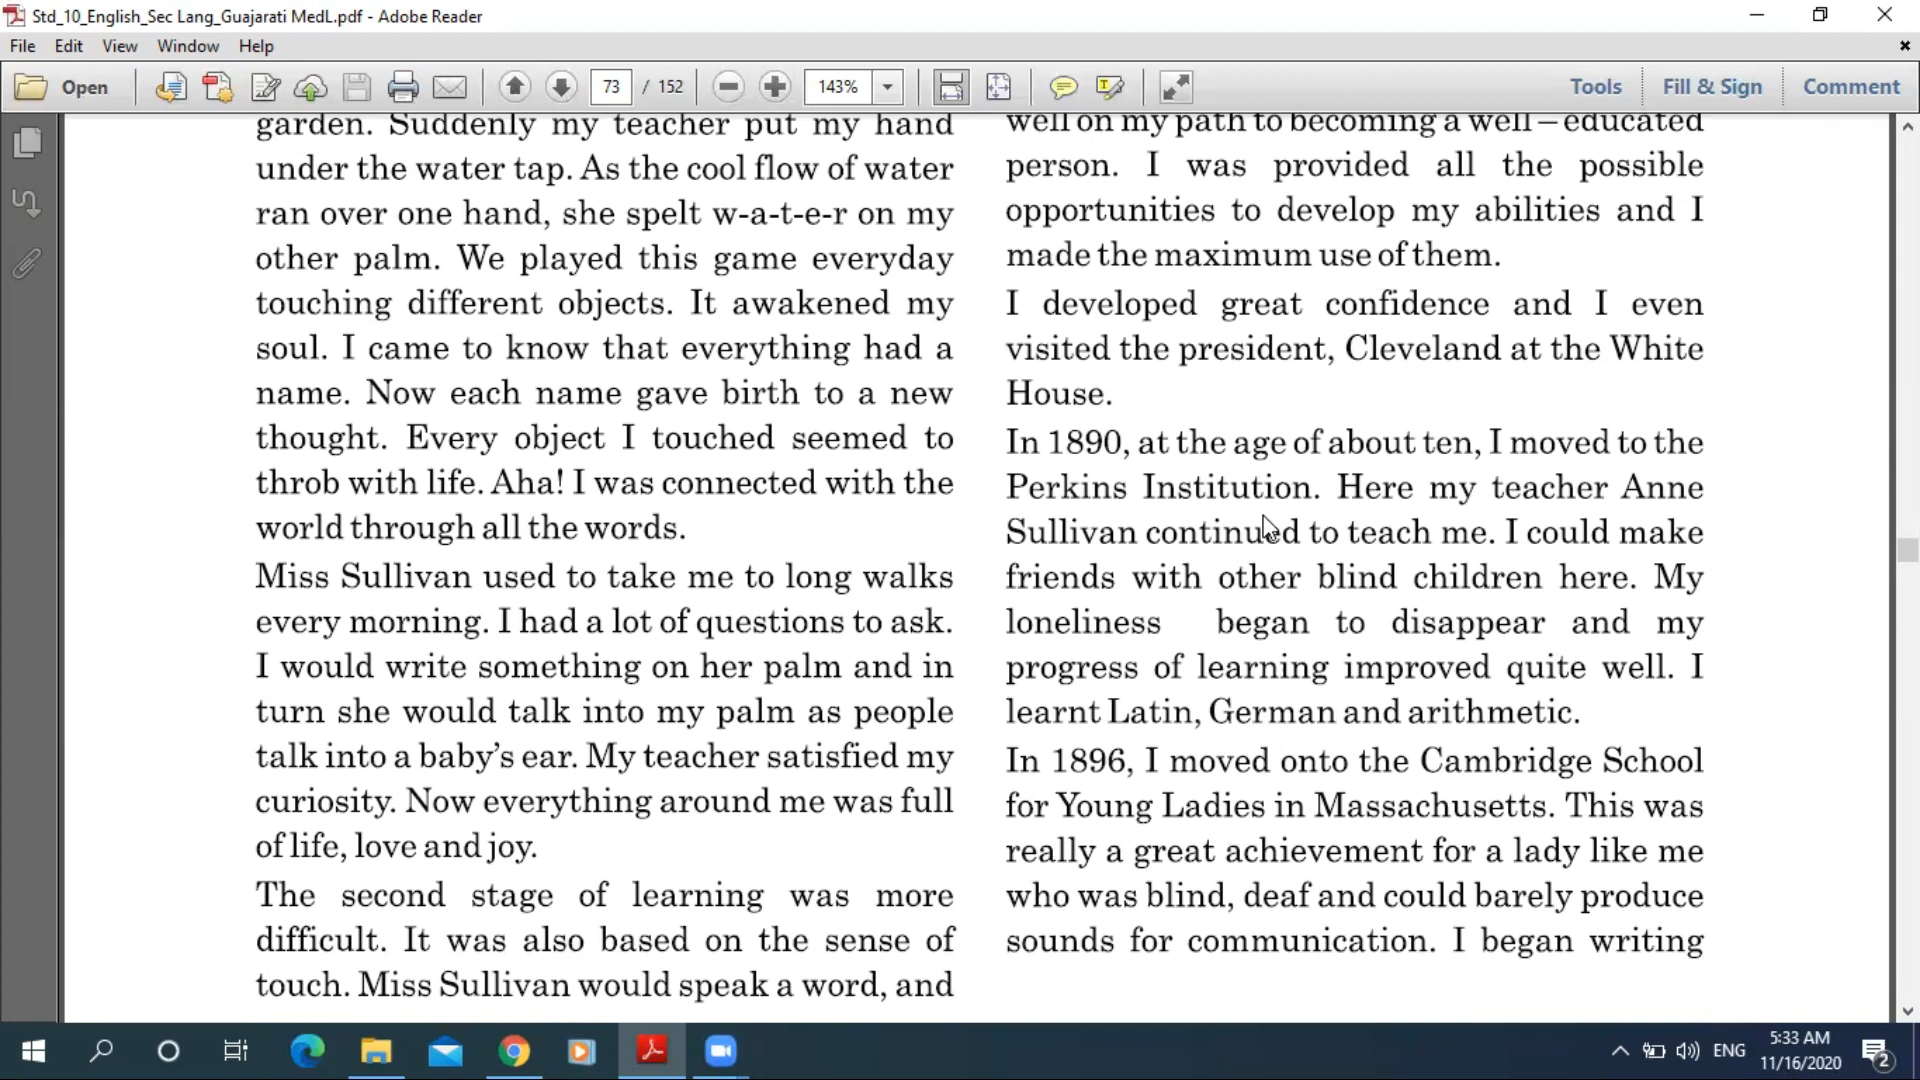 Std_10_English_Sec Lang_Guajarati MedL.pdf - Adobe Reader
File Edit View Window Help
Open 73 / 152 143% Tools Fill & Sign Comment
garden. Suddenly my teacher put my hand
under the water tap. As the cool flow of water
ran over one hand, she spelt w-a-t-e-r on my
other palm. We played this game everyday
touching different objects. It awakened my
soul. I came to know that everything had a
name. Now each name gave birth to a new
thought. Every object I touched seemed to
throb with life. Aha! I was connected with the
world through all the words.
Miss Sullivan used to take me to long walks
every morning. I had a lot of questions to ask.
I would write something on her palm and in
turn she would talk into my palm as people
talk into a baby’s ear. My teacher satisfied my
curiosity. Now everything around me was full
of life, love and joy.
The second stage of learning was more
difficult. It was also based on the sense of
touch. Miss Sullivan would speak a word, and
well on my path to becoming a well – educated
person. I was provided all the possible
opportunities to develop my abilities and I
made the maximum use of them.
I developed great confidence and I even
visited the president, Cleveland at the White
House.
In 1890, at the age of about ten, I moved to the
Perkins Institution. Here my teacher Anne
Sullivan continued to teach me. I could make
friends with other blind children here. My
loneliness began to disappear and my
progress of learning improved quite well. I
learnt Latin, German and arithmetic.
In 1896, I moved onto the Cambridge School
for Young Ladies in Massachusetts. This was
really a great achievement for a lady like me
who was blind, deaf and could barely produce
sounds for communication. I began writing
ENG
5:33 AM
11/16/2020
2